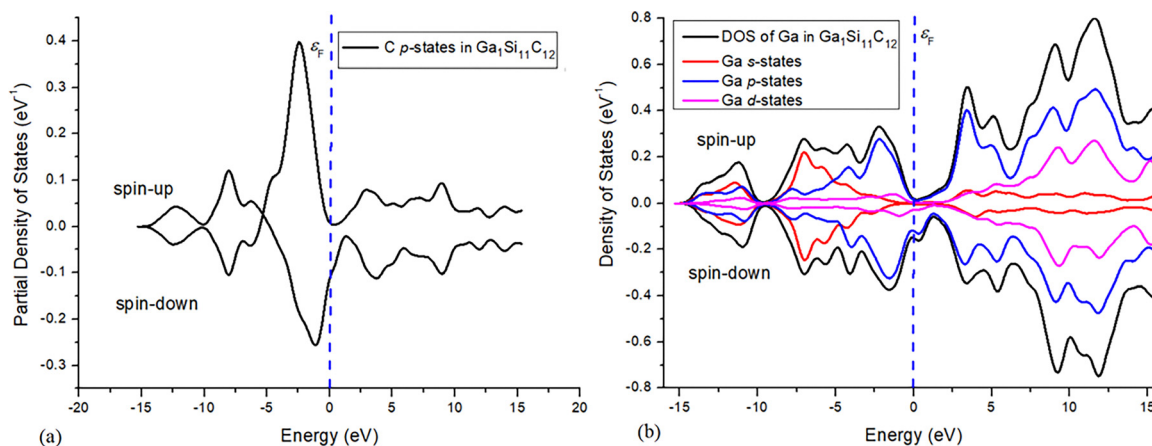 Partial Density of States (eV⁻¹)
0.4
0.3
0.2
0.1
0.0
-0.1
-0.2
-0.3
εF
C p-states in Ga1Si11C12
spin-up
spin-down
-20 -15 -10 -5 0 5 10 15 20
(a) Energy (eV)
Density of States (eV⁻¹)
0.8
0.6
0.4
0.2
0.0
-0.2
-0.4
-0.6
-0.8
DOS of Ga in Ga1Si11C12
Ga s-states
Ga p-states
Ga d-states
εF
spin-up
spin-down
-15 -10 -5 0 5 10 15
(b) Energy (eV)